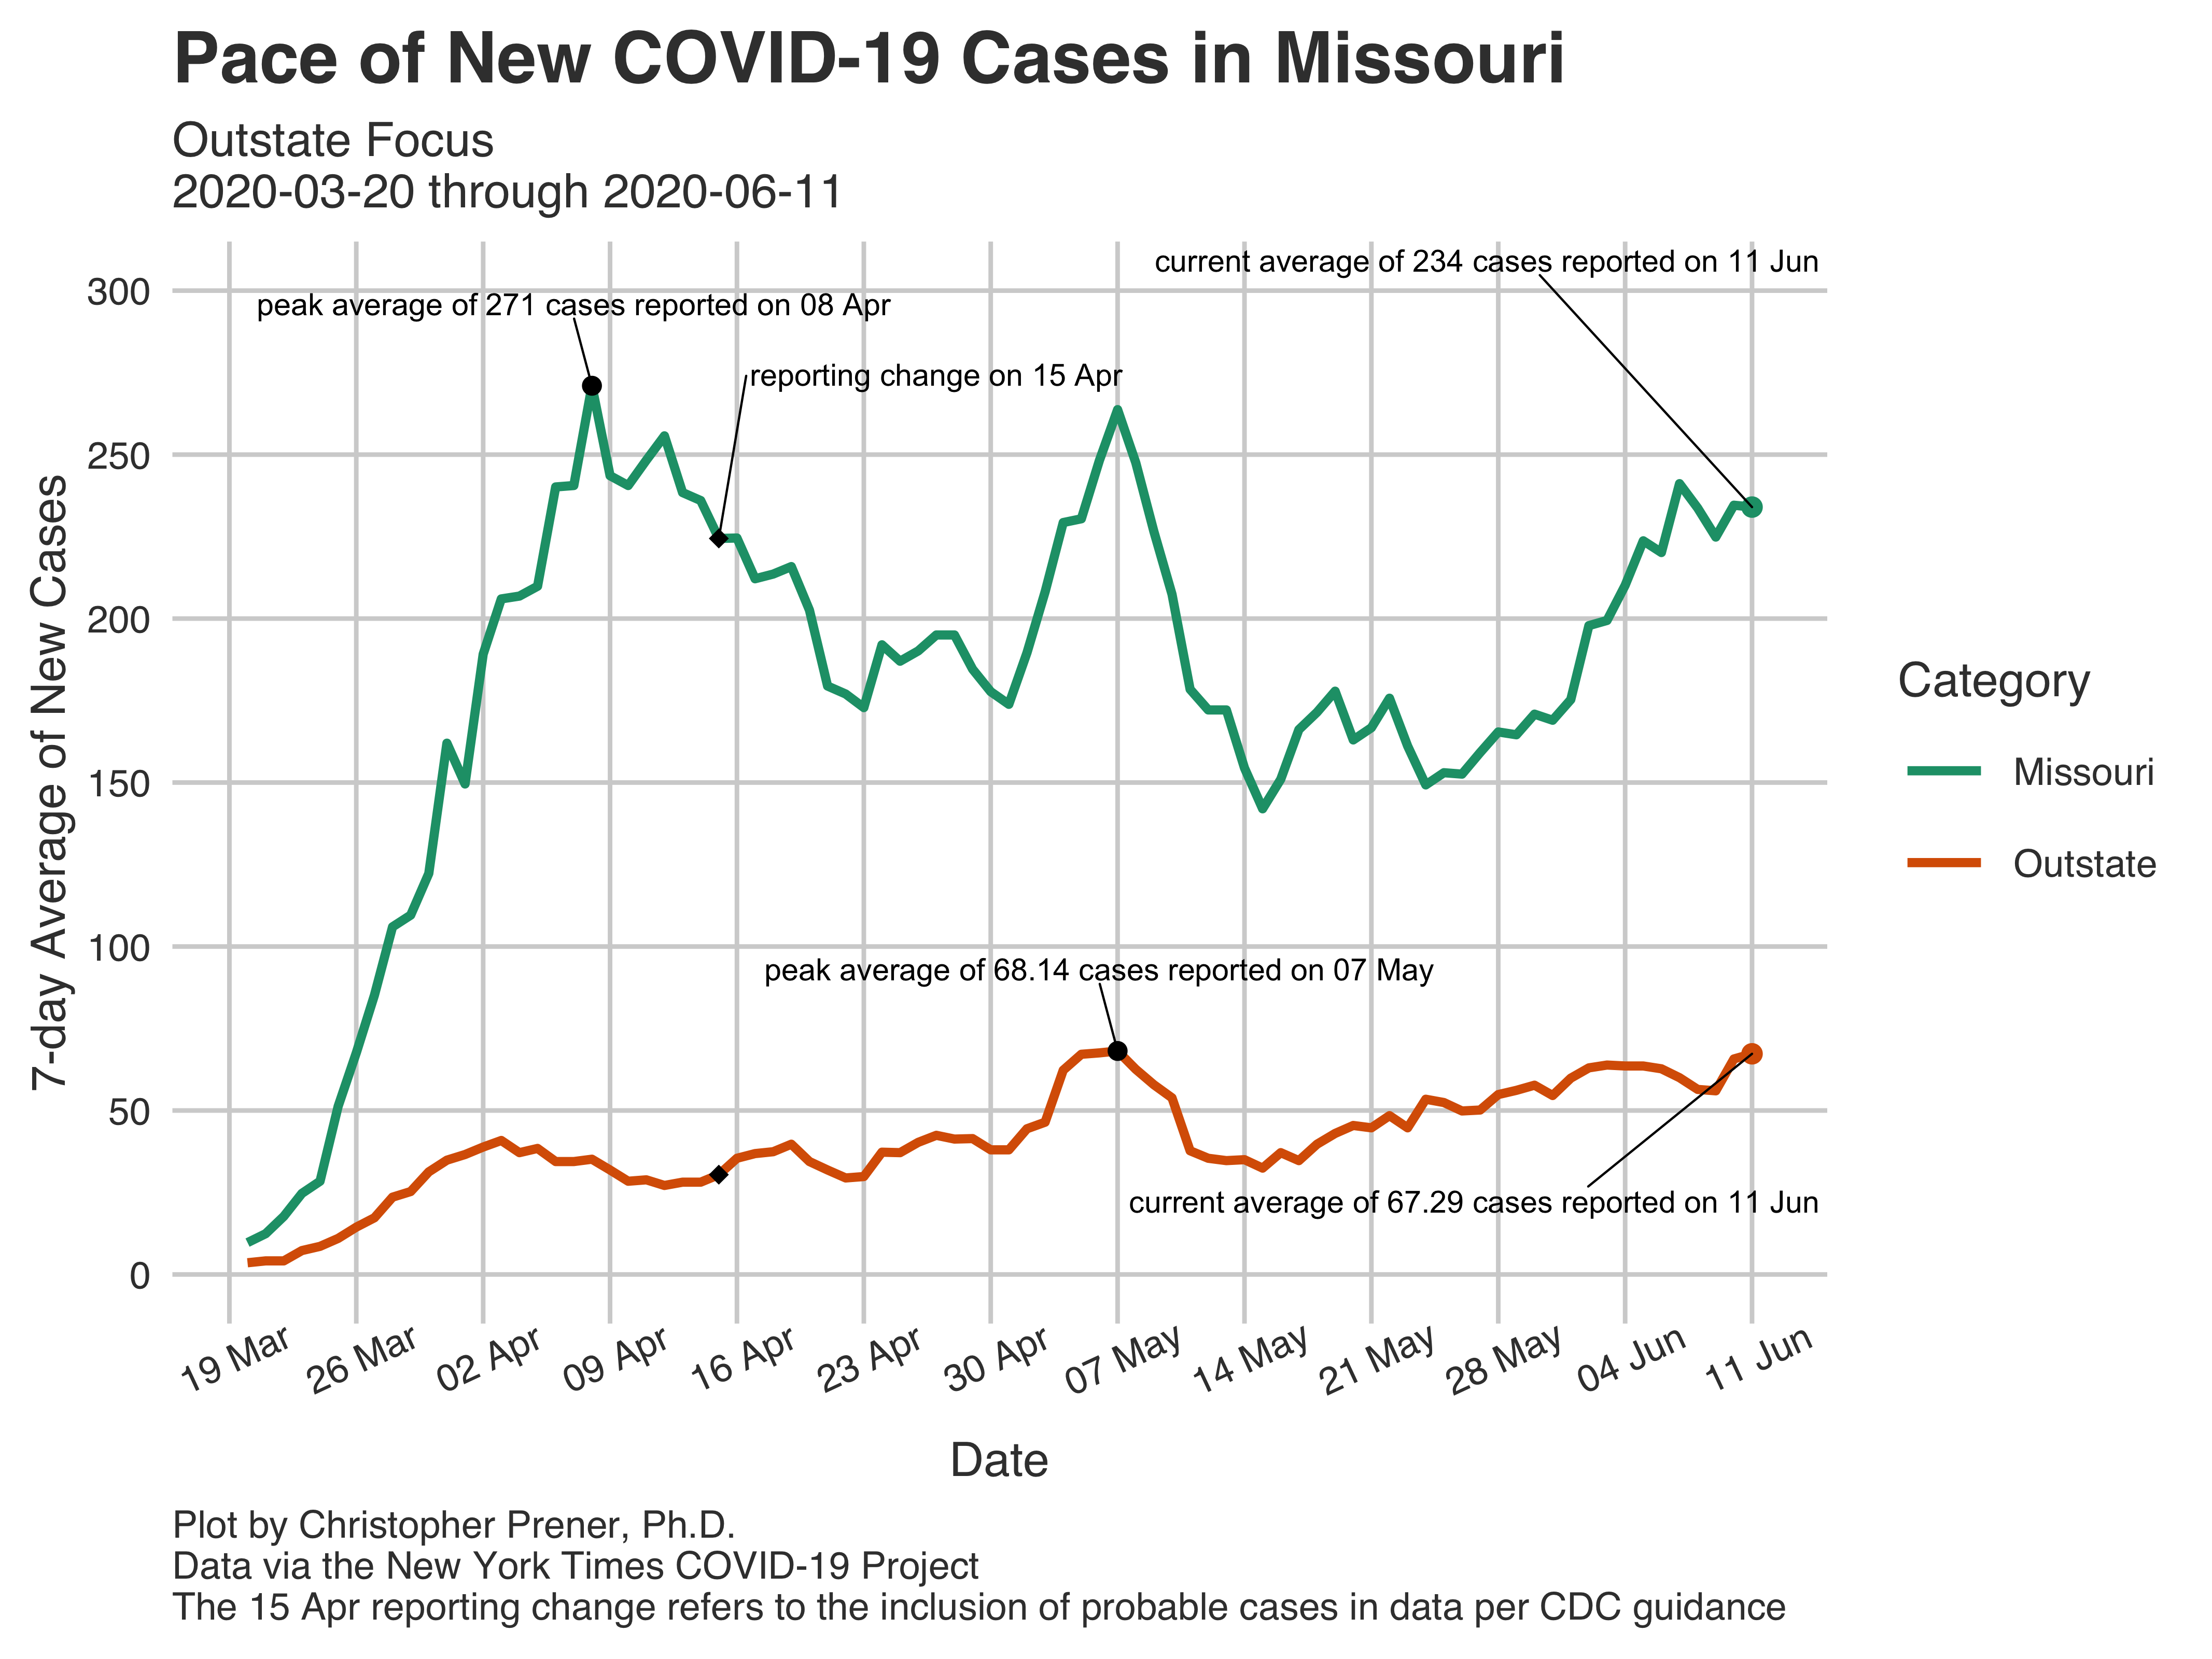 Pace of New COVID-19 Cases in Missouri
Outstate Focus
2020-03-20 through 2020-06-11
current average of 234 cases reported on 11 Jun
peak average of 271 cases reported on 08 Apr
reporting change on 15 Apr
peak average of 68.14 cases reported on 07 May
current average of 67.29 cases reported on 11 Jun
7-day Average of New Cases
300
250
200
150
100
50
0
19 Mar
26 Mar
02 Apr
09 Apr
16 Apr
23 Apr
30 Apr
07 May
14 May
21 May
28 May
04 Jun
11 Jun
Date
Category
Missouri
Outstate
Plot by Christopher Prener, Ph.D.
Data via the New York Times COVID-19 Project
The 15 Apr reporting change refers to the inclusion of probable cases in data per CDC guidance